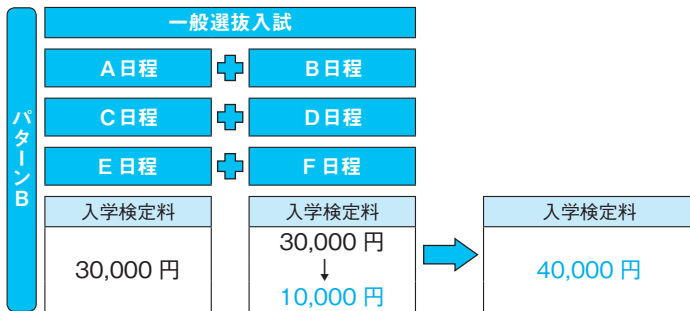 パターンB
一般選抜入試
A日程
B日程
C日程
D日程
E日程
F日程
入学検定料
入学検定料
入学検定料
30,000 円
30,000 円
↓
10,000 円
40,000 円